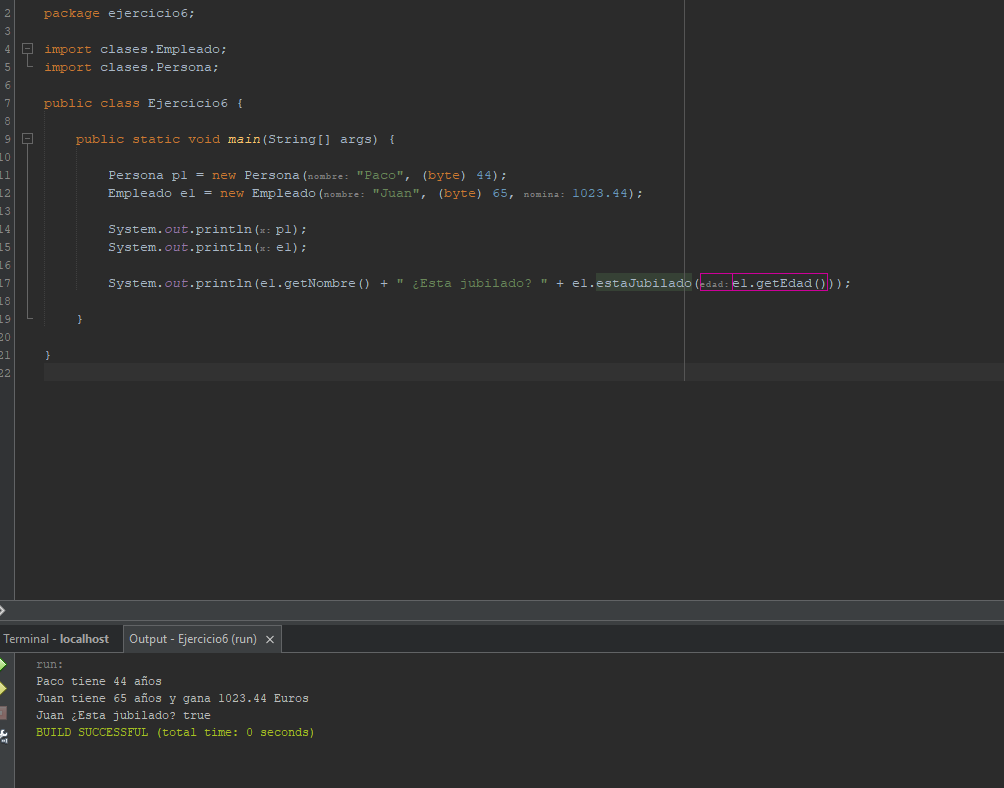 2 package ejercicio6;
3
4 import clases.Empleado;
5 import clases.Persona;
6
7 public class Ejercicio6 {
8
9 public static void main(String[] args) {
10
11 Persona p1 = new Persona(nombre: "Paco", (byte) 44);
12 Empleado e1 = new Empleado(nombre: "Juan", (byte) 65, nomina: 1023.44);
13
14 System.out.println(x: p1);
15 System.out.println(x: e1);
16
17 System.out.println(e1.getNombre() + " ¿Esta jubilado? " + e1.estaJubilado(edad: e1.getEdad()));
18
19 }
20
21 }
22
Terminal - localhost Output - Ejercicio6 (run)
run:
Paco tiene 44 años
Juan tiene 65 años y gana 1023.44 Euros
Juan ¿Esta jubilado? true
BUILD SUCCESSFUL (total time: 0 seconds)